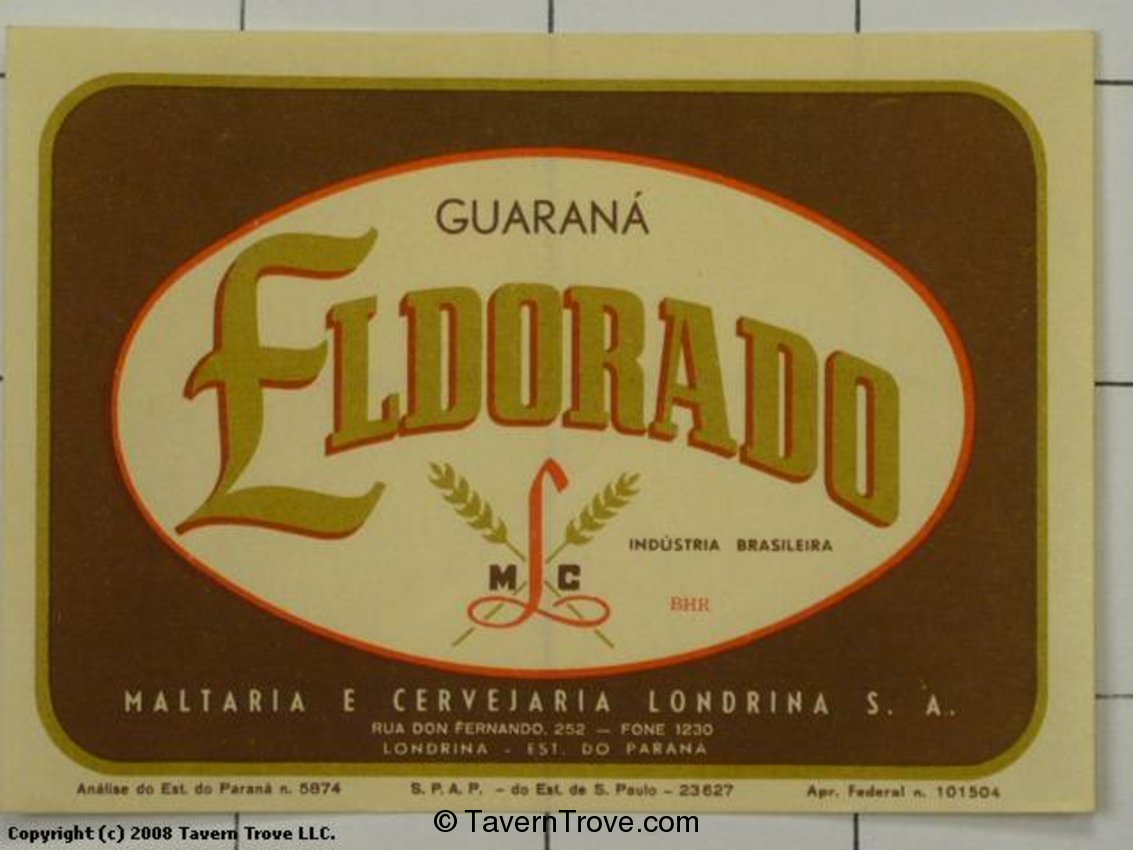 GUARANÁ
ELDORADO
INDÚSTRIA BRASILEIRA
M L C
BHR
MALTARIA E CERVEJARIA LONDRINA S. A.
RUA DON FERNANDO, 252 — FONE 1230
LONDRINA - EST. DO PARANÁ
Análise do Est. do Paraná n. 5874 S. P. A. P. - do Est. de S. Paulo - 23627 Apr. Federal n. 101504
Copyright (c) 2008 Tavern Trove LLC. © TavernTrove.com